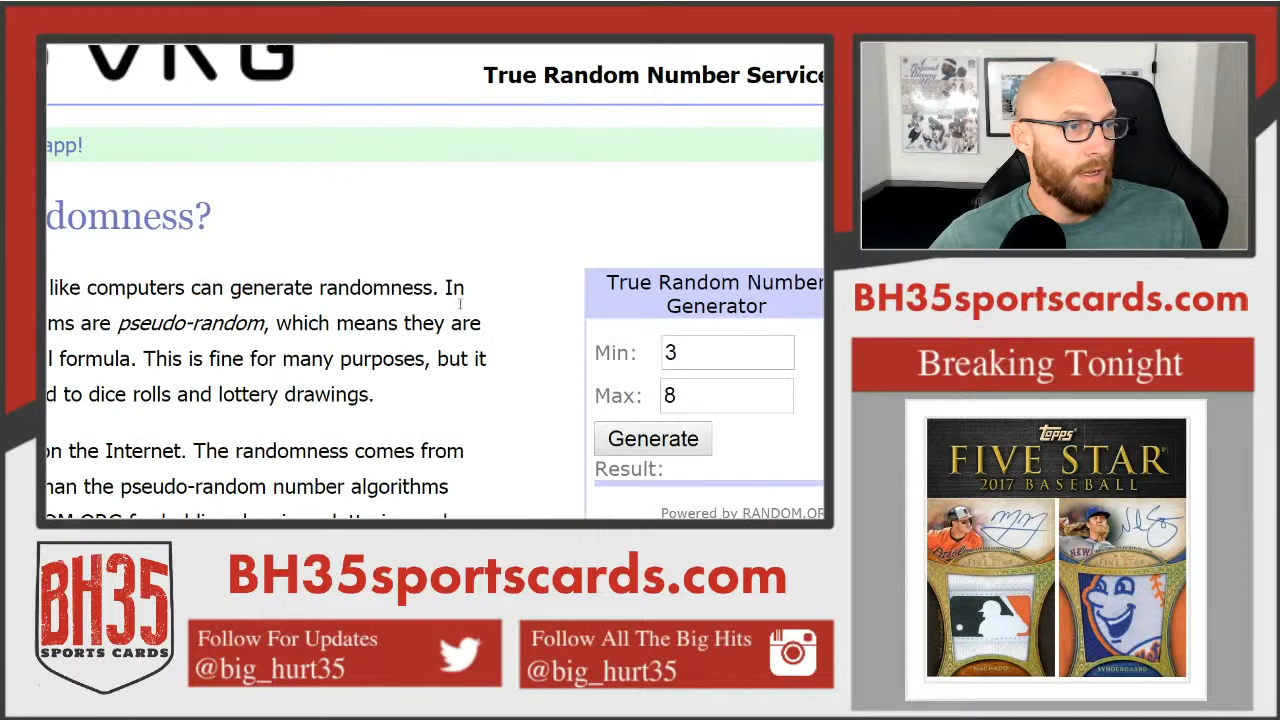 ORG
True Random Number Service
app!
domness?
like computers can generate randomness. In
ms are pseudo-random, which means they are
l formula. This is fine for many purposes, but it
d to dice rolls and lottery drawings.
on the Internet. The randomness comes from
han the pseudo-random number algorithms
True Random Number
Generator
Min: 3
Max: 8
Generate
Result:
Powered by RANDOM.OR
BH35sportscards.com
Breaking Tonight
Topps
FIVE STAR
2017 BASEBALL
MACHADO
SYNDERGAARD
BH35
SPORTS CARDS
BH35sportscards.com
Follow For Updates
@big_hurt35
Follow All The Big Hits
@big_hurt35